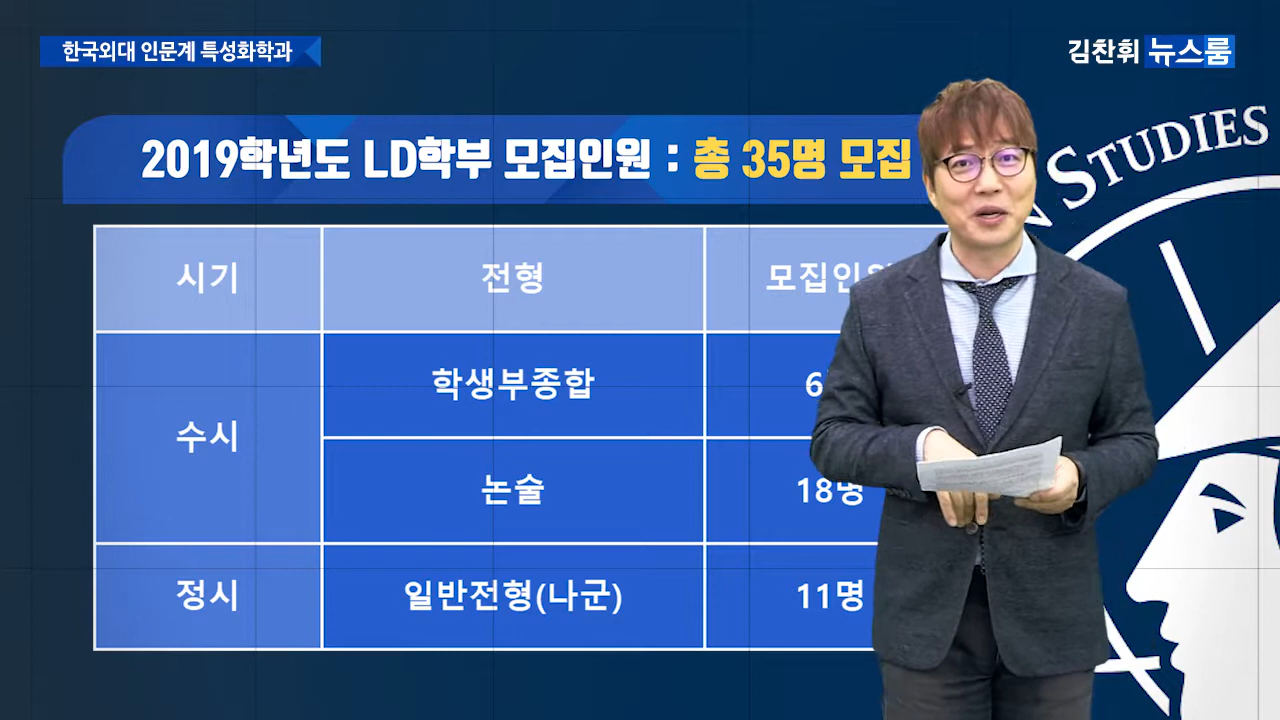 한국외대 인문계 특성화학과
김찬휘 뉴스룸
STUDIES
2019학년도 LD학부 모집인원 : 총 35명 모집
시기 전형
수시 학생부종합 6
논술 18명
정시 일반전형(나군) 11명